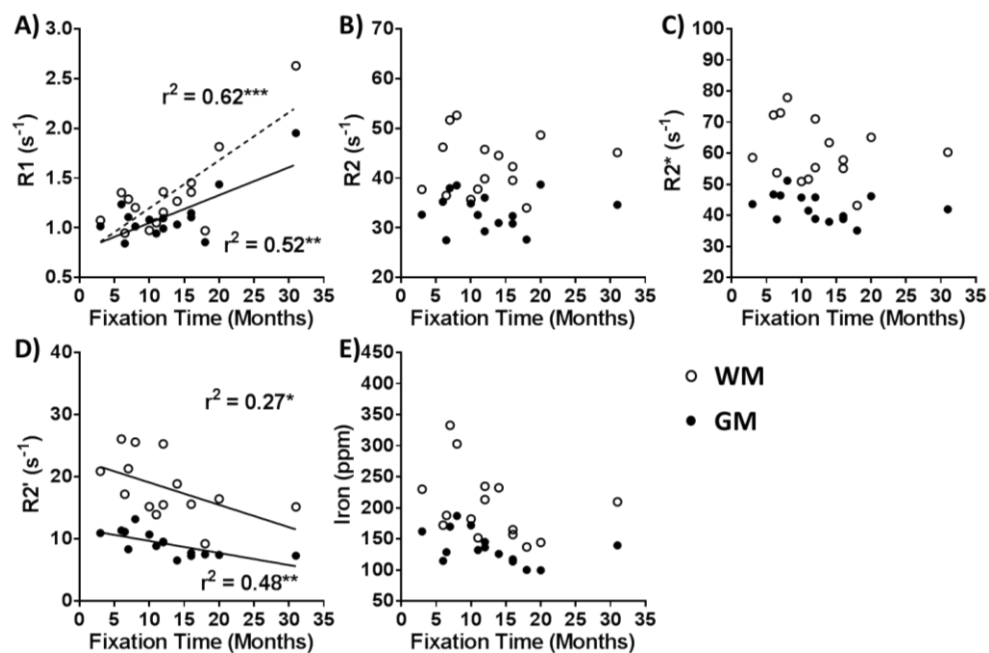 A)
R1 (s⁻¹)
3.0
2.5
2.0
1.5
1.0
0.5
r² = 0.62***
r² = 0.52**
0 5 10 15 20 25 30 35
Fixation Time (Months)
B)
R2 (s⁻¹)
70
60
50
40
30
20
0 5 10 15 20 25 30 35
Fixation Time (Months)
C)
R2* (s⁻¹)
100
90
80
70
60
50
40
30
20
0 5 10 15 20 25 30 35
Fixation Time (Months)
D)
R2' (s⁻¹)
40
30
20
10
0
r² = 0.27*
r² = 0.48**
0 5 10 15 20 25 30 35
Fixation Time (Months)
E)
Iron (ppm)
450
400
350
300
250
200
150
100
50
0 5 10 15 20 25 30 35
Fixation Time (Months)
WM
GM